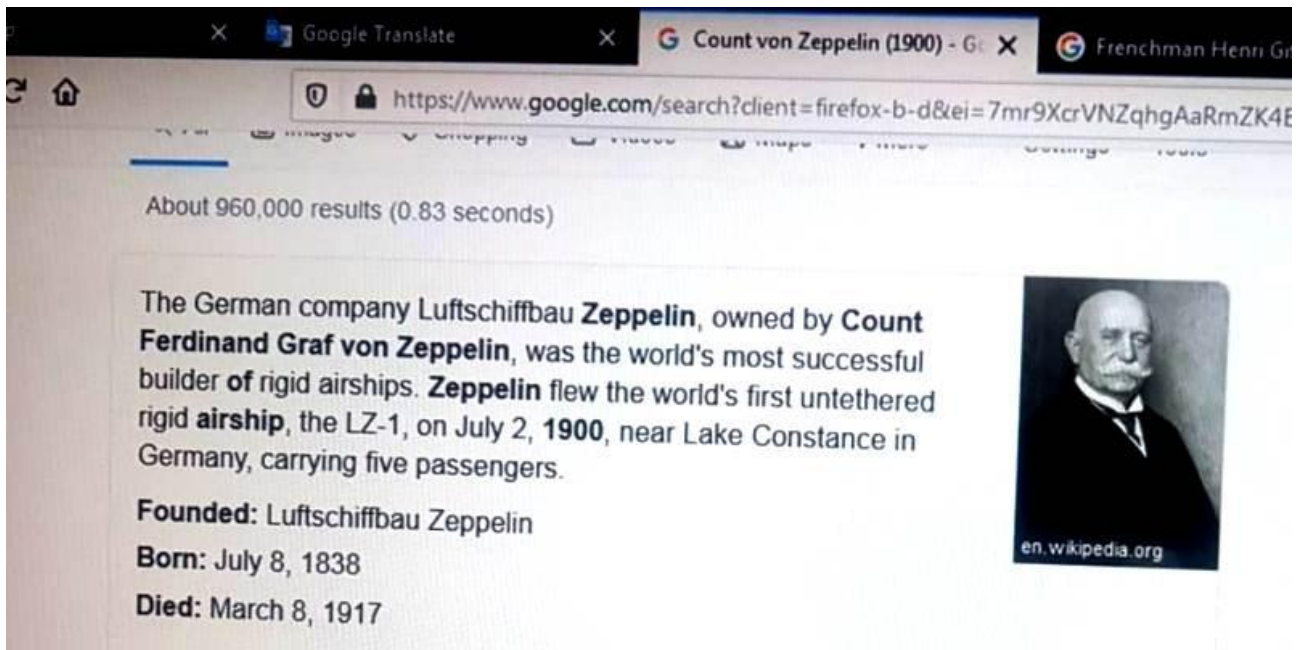 Google Translate
Count von Zeppelin (1900) - G
Frenchman Henri
https://www.google.com/search?client=firefox-b-d&ei=7mr9XcrVNZqhgAaRmZK4E
About 960,000 results (0.83 seconds)
The German company Luftschiffbau Zeppelin, owned by Count
Ferdinand Graf von Zeppelin, was the world's most successful
builder of rigid airships. Zeppelin flew the world's first untethered
rigid airship, the LZ-1, on July 2, 1900, near Lake Constance in
Germany, carrying five passengers.
en.wikipedia.org
Founded: Luftschiffbau Zeppelin
Born: July 8, 1838
Died: March 8, 1917